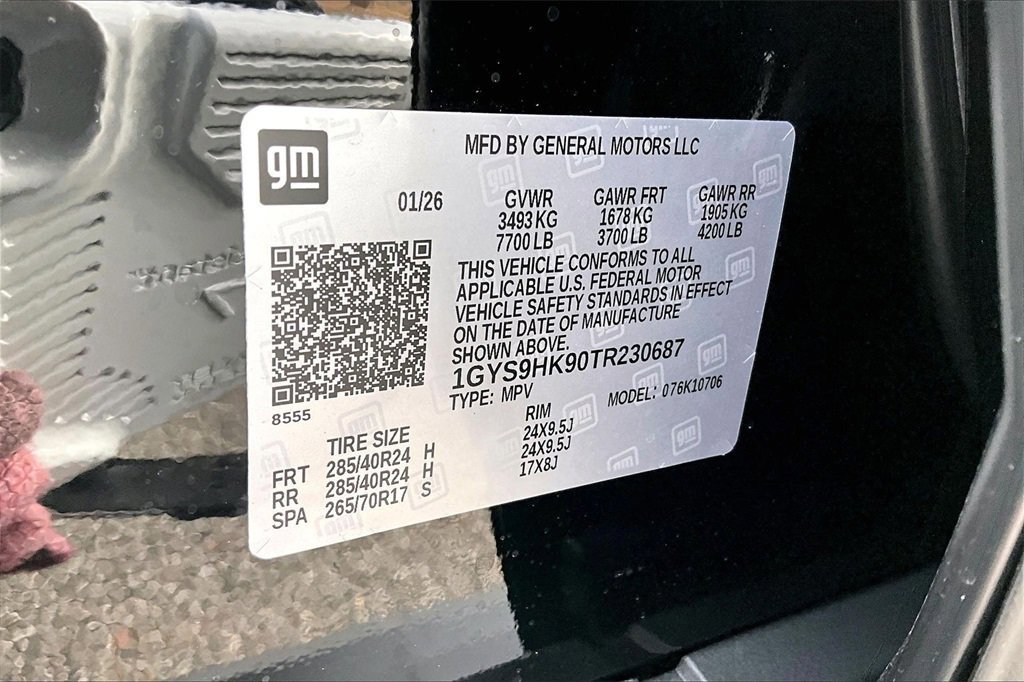 gm
MFD BY GENERAL MOTORS LLC
01/26
GVWR GAWR FRT GAWR RR
3493 KG 1678 KG 1905 KG
7700 LB 3700 LB 4200 LB
THIS VEHICLE CONFORMS TO ALL
APPLICABLE U.S. FEDERAL MOTOR
VEHICLE SAFETY STANDARDS IN EFFECT
ON THE DATE OF MANUFACTURE
SHOWN ABOVE.
1GYS9HK90TR230687
TYPE: MPV MODEL: 076K10706
8555
TIRE SIZE RIM
FRT 285/40R24 H 24X9.5J
RR 285/40R24 H 24X9.5J
SPA 265/70R17 S 17X8J